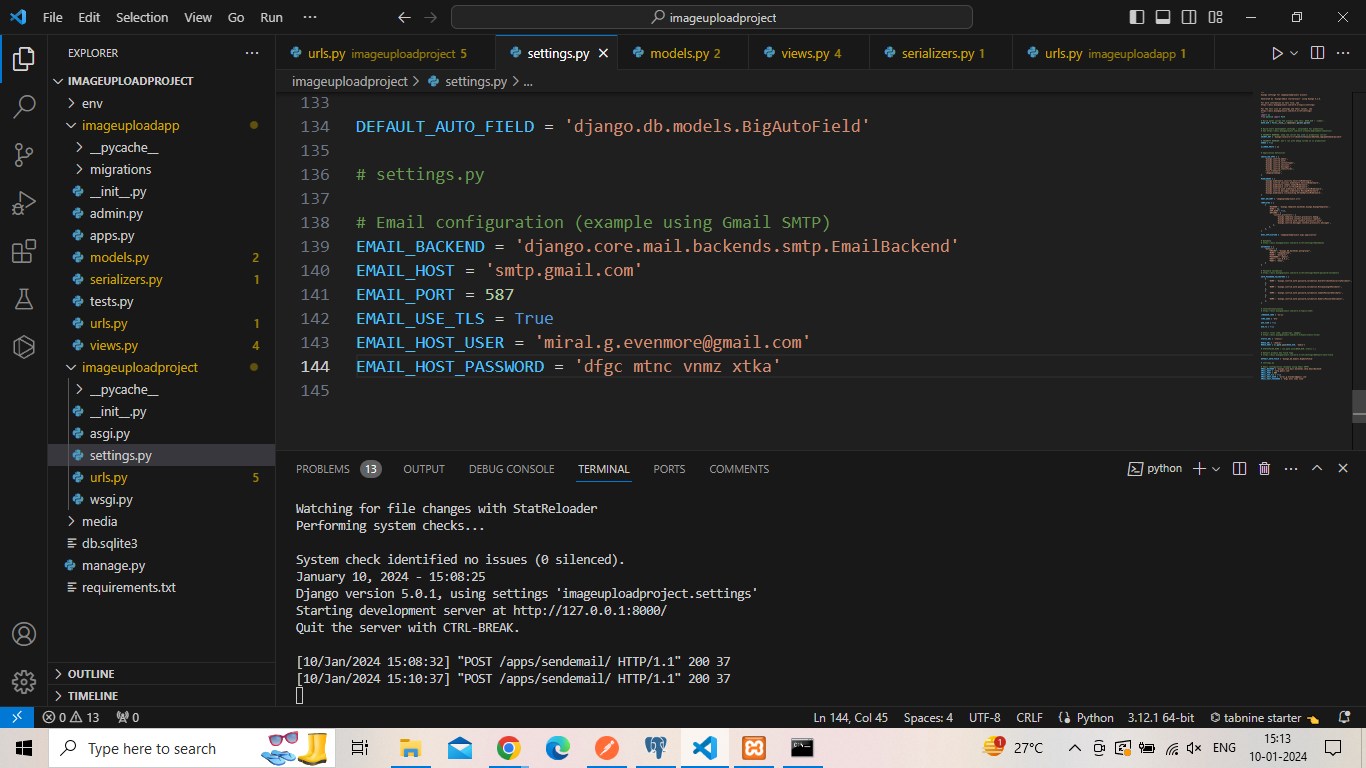 File Edit Selection View Go Run ··· imageuploadproject
EXPLORER ···
urls.py imageuploadproject 5 settings.py models.py 2 views.py 4 serializers.py 1 urls.py imageuploadapp 1
imageuploadproject > settings.py > ...
IMAGEUPLOADPROJECT
env
imageuploadapp
__pycache__
migrations
__init__.py
admin.py
apps.py
models.py 2
serializers.py 1
tests.py
urls.py 1
views.py 4
imageuploadproject
__pycache__
__init__.py
asgi.py
settings.py
urls.py 5
wsgi.py
media
db.sqlite3
manage.py
requirements.txt
OUTLINE
TIMELINE
133
134 DEFAULT_AUTO_FIELD = 'django.db.models.BigAutoField'
135
136 # settings.py
137
138 # Email configuration (example using Gmail SMTP)
139 EMAIL_BACKEND = 'django.core.mail.backends.smtp.EmailBackend'
140 EMAIL_HOST = 'smtp.gmail.com'
141 EMAIL_PORT = 587
142 EMAIL_USE_TLS = True
143 EMAIL_HOST_USER = 'miral.g.evenmore@gmail.com'
144 EMAIL_HOST_PASSWORD = 'dfgc mtnc vnmz xtka'
145
PROBLEMS 13 OUTPUT DEBUG CONSOLE TERMINAL PORTS COMMENTS python
Watching for file changes with StatReloader
Performing system checks...
System check identified no issues (0 silenced).
January 10, 2024 - 15:08:25
Django version 5.0.1, using settings 'imageuploadproject.settings'
Starting development server at http://127.0.0.1:8000/
Quit the server with CTRL-BREAK.
[10/Jan/2024 15:08:32] "POST /apps/sendemail/ HTTP/1.1" 200 37
[10/Jan/2024 15:10:37] "POST /apps/sendemail/ HTTP/1.1" 200 37
0 13 0 Ln 144, Col 45 Spaces: 4 UTF-8 CRLF Python 3.12.1 64-bit tabnine starter
Type here to search 1 27°C ENG 15:13
10-01-2024